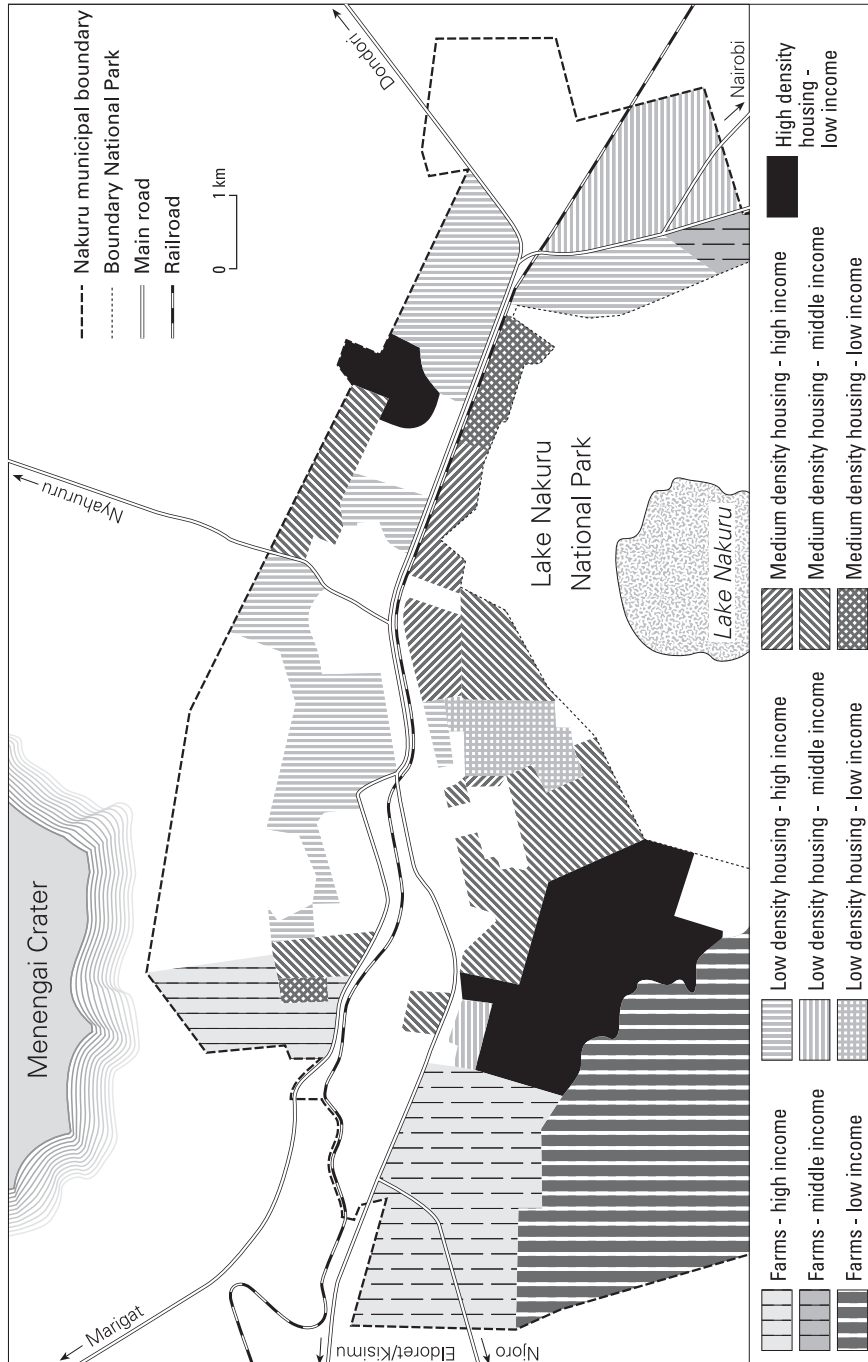 Menengai Crater
Marigat
Eldoret/Kisimu
Njoro
Nyahururu
Dondori
Nairobi
Lake Nakuru
National Park
Lake Nakuru
Nakuru municipal boundary
Boundary National Park
Main road
Railroad
0 1 km
Farms - high income
Farms - middle income
Farms - low income
Low density housing - high income
Low density housing - middle income
Low density housing - low income
Medium density housing - high income
Medium density housing - middle income
Medium density housing - low income
High density
housing -
low income